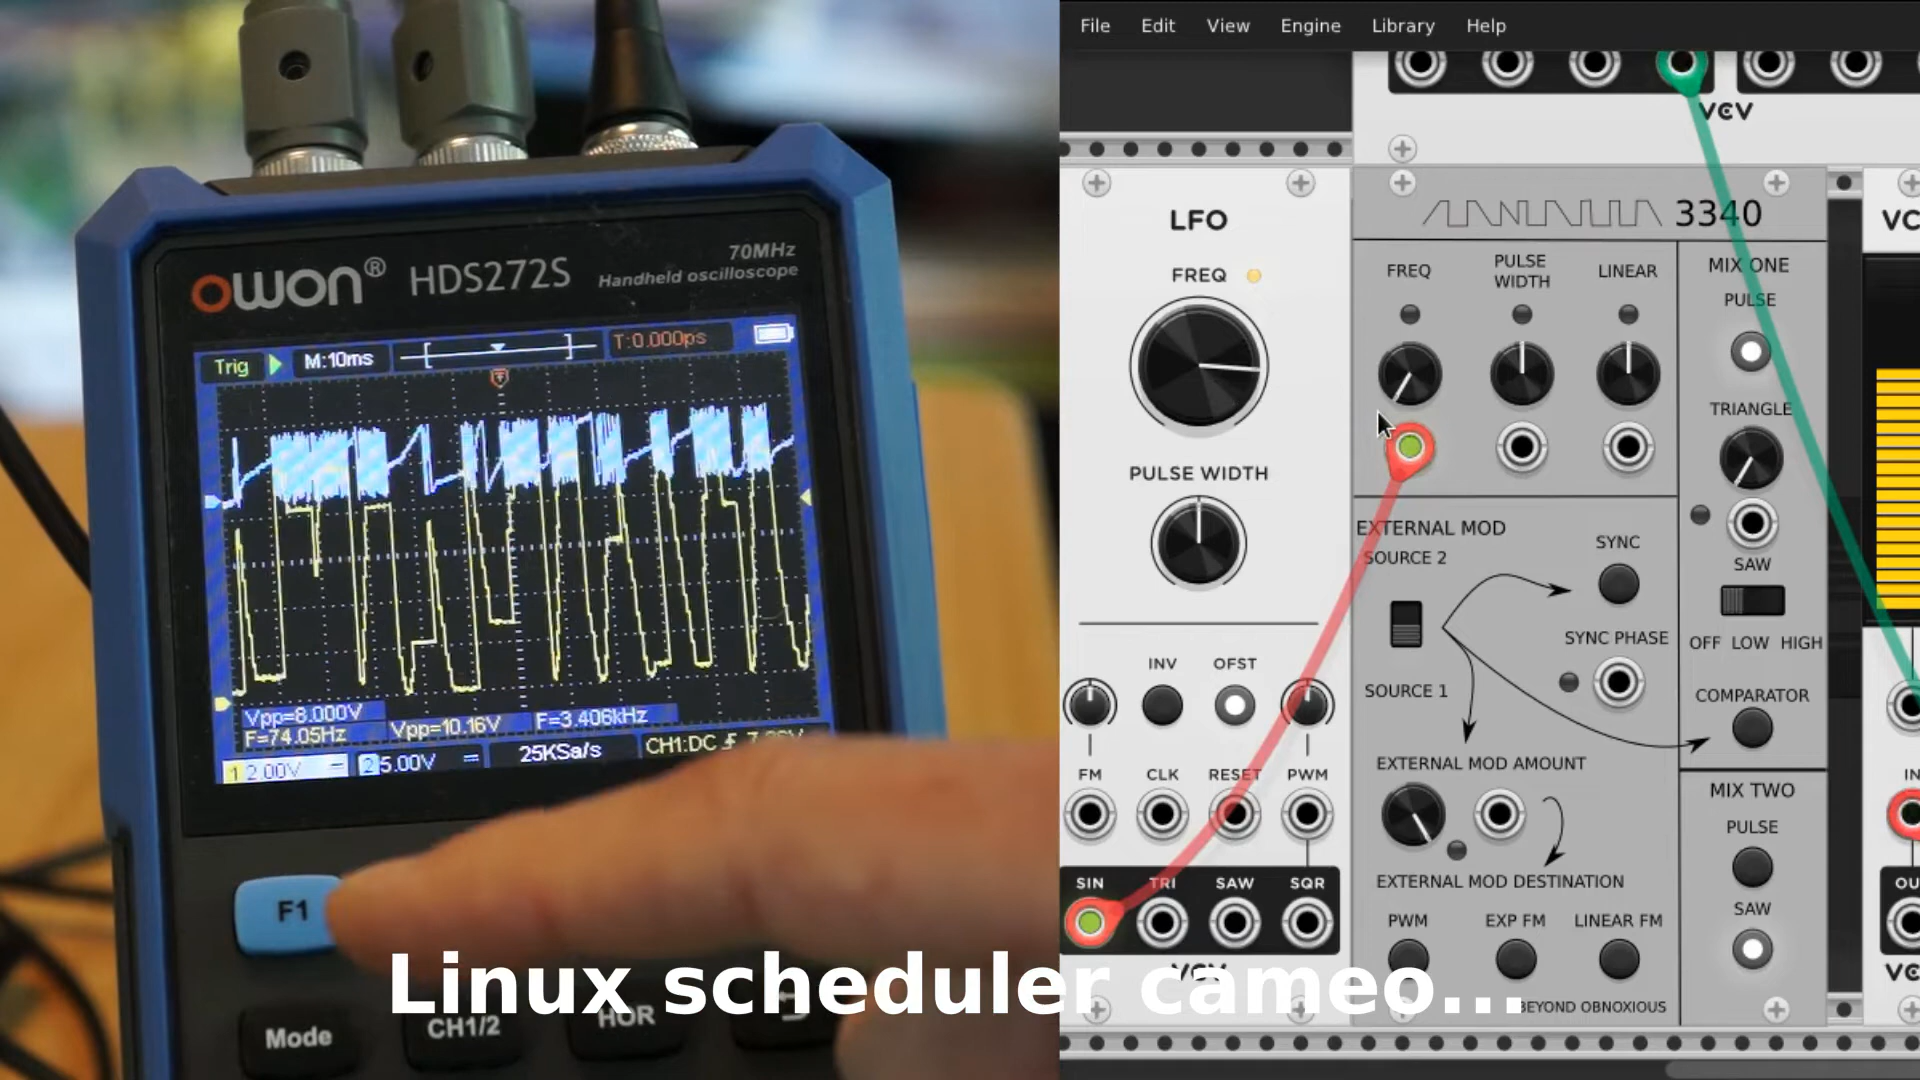 owon® HDS272S
70MHz
Handheld oscilloscope
Trig M:10ms T:0.000ps
Vpp=8.000V Vpp=10.16V F=3.406kHz
F=74.05Hz
1 2.00V 2 5.00V 25KSa/s CH1:DC
F1
Mode CH1/2 HOR
File Edit View Engine Library Help
VCV
LFO
FREQ
PULSE WIDTH
INV OFST
FM CLK RESET PWM
SIN TRI SAW SQR
VCV
3340
FREQ PULSE WIDTH LINEAR
EXTERNAL MOD
SOURCE 2
SYNC
SYNC PHASE
SOURCE 1
EXTERNAL MOD AMOUNT
EXTERNAL MOD DESTINATION
PWM EXP FM LINEAR FM
BEYOND OBNOXIOUS
MIX ONE
PULSE
TRIANGLE
SAW
OFF LOW HIGH
COMPARATOR
MIX TWO
PULSE
SAW
Linux scheduler cameo...